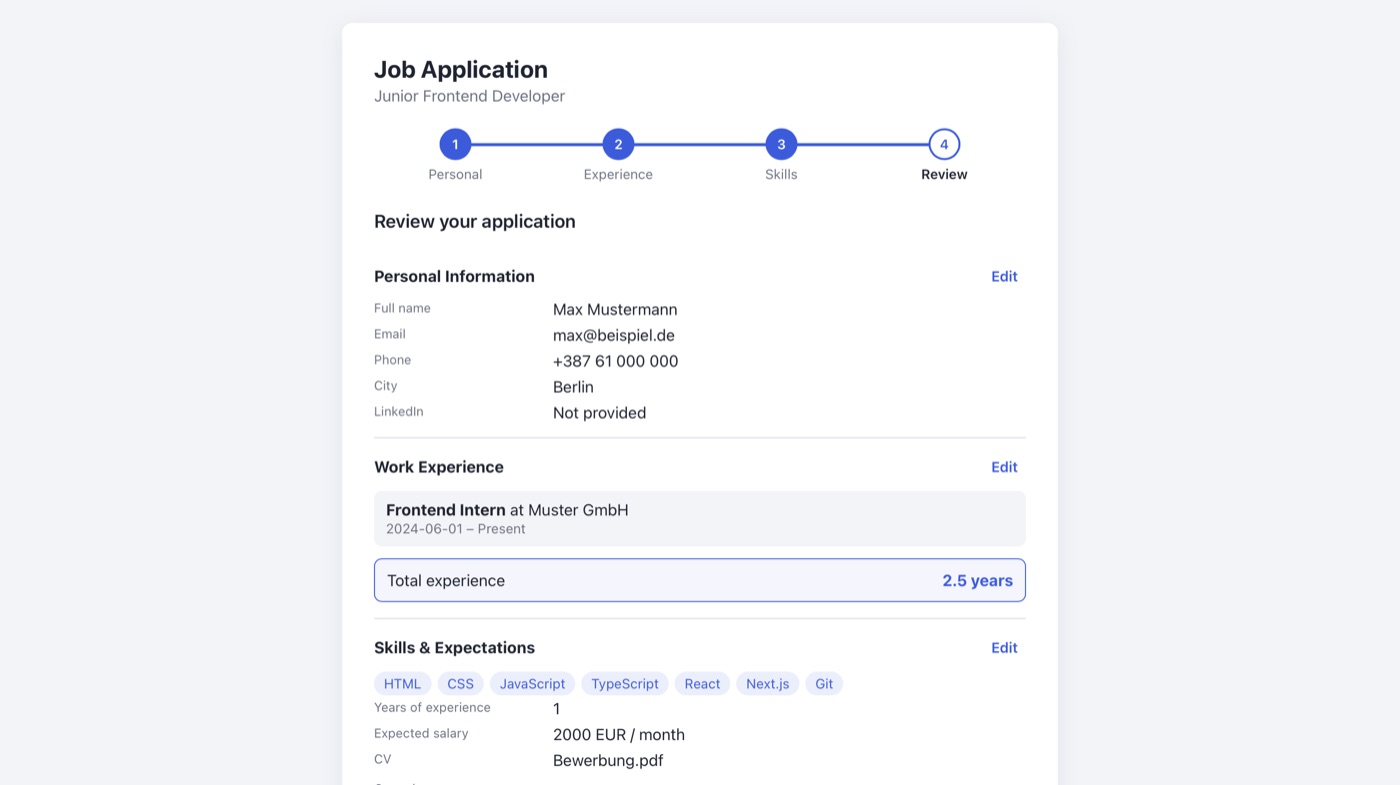 Job Application
Junior Frontend Developer
1 2 3 4
Personal Experience Skills Review
Review your application
Personal Information Edit
Full name Max Mustermann
Email max@beispiel.de
Phone +387 61 000 000
City Berlin
LinkedIn Not provided
Work Experience Edit
Frontend Intern at Muster GmbH
2024-06-01 – Present
Total experience 2.5 years
Skills & Expectations Edit
HTML CSS JavaScript TypeScript React Next.js Git
Years of experience 1
Expected salary 2000 EUR / month
CV Bewerbung.pdf